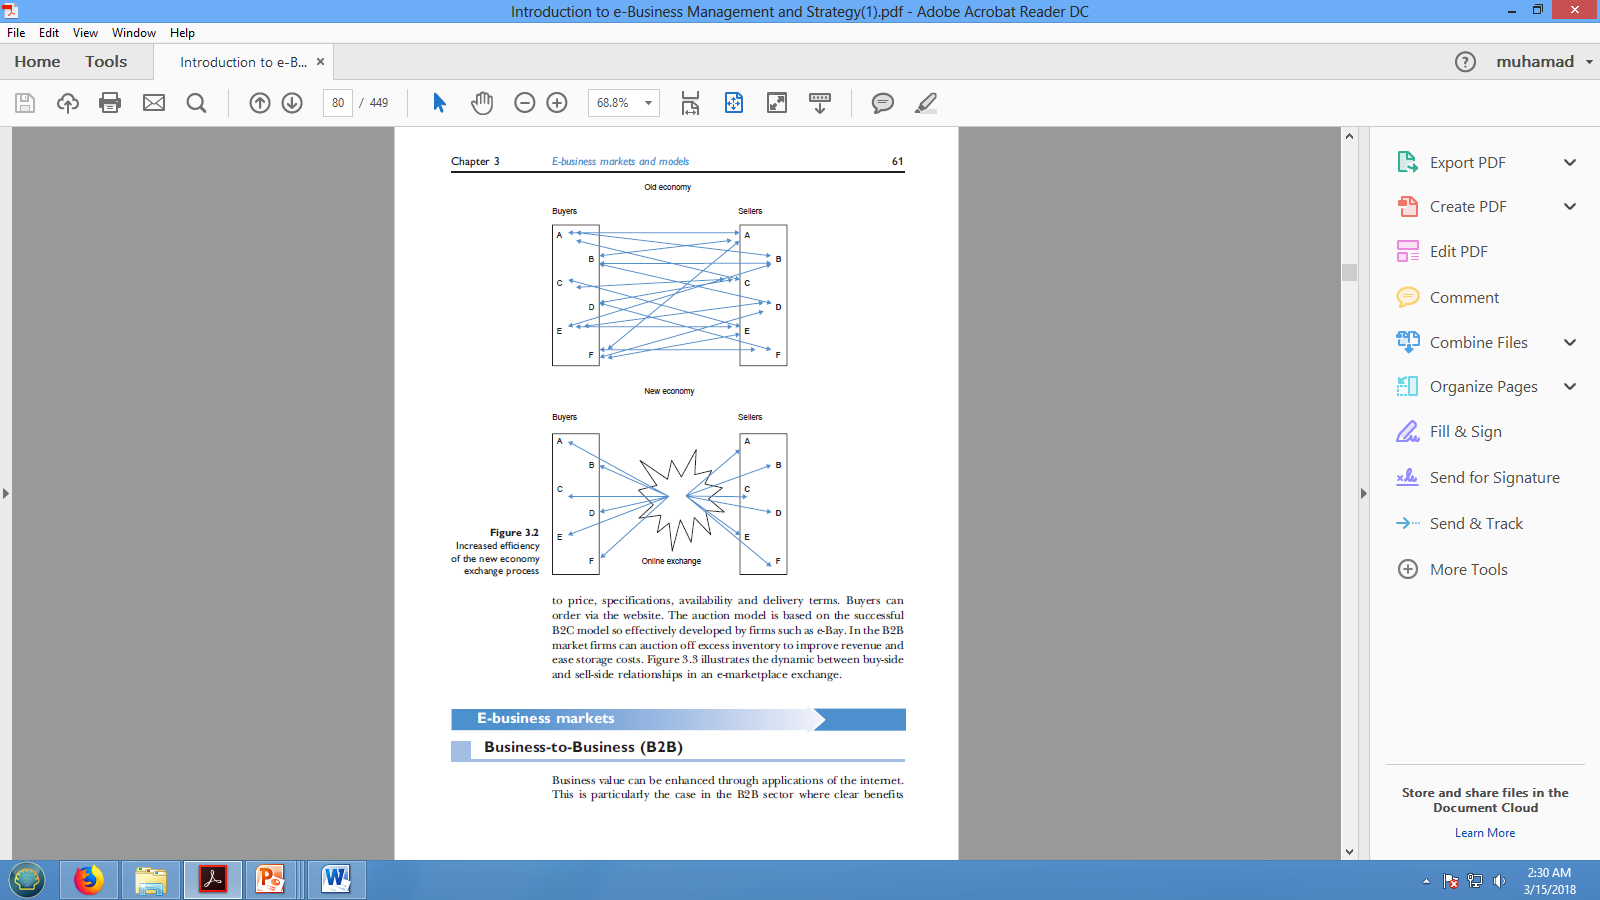 Introduction to e-Business Management and Strategy(1).pdf - Adobe Acrobat Reader DC
File Edit View Window Help
Home Tools Introduction to e-B... × muhamad
80 / 449 68.8%
Chapter 3 E-business markets and models 61
Old economy
Buyers Sellers
A A
B B
C C
D D
E E
F F
New economy
Buyers Sellers
A A
B B
C C
D D
E E
F F
Online exchange
Figure 3.2
Increased efficiency
of the new economy
exchange process
to price, specifications, availability and delivery terms. Buyers can
order via the website. The auction model is based on the successful
B2C model so effectively developed by firms such as e-Bay. In the B2B
market firms can auction off excess inventory to improve revenue and
ease storage costs. Figure 3.3 illustrates the dynamic between buy-side
and sell-side relationships in an e-marketplace exchange.
E-business markets
Business-to-Business (B2B)
Business value can be enhanced through applications of the internet.
This is particularly the case in the B2B sector where clear benefits
Export PDF
Create PDF
Edit PDF
Comment
Combine Files
Organize Pages
Fill & Sign
Send for Signature
Send & Track
More Tools
Store and share files in the
Document Cloud
Learn More
2:30 AM
3/15/2018